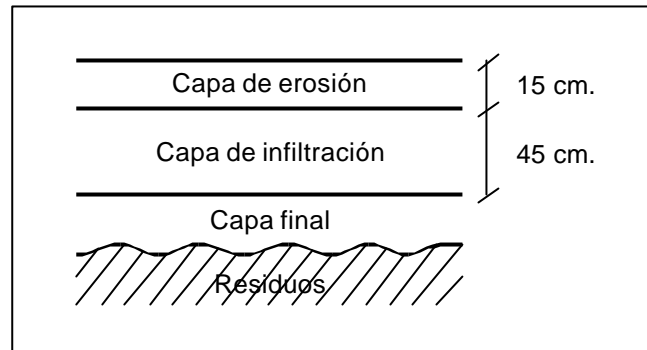 Capa de erosión
15 cm.
Capa de infiltración
45 cm.
Capa final
Residuos